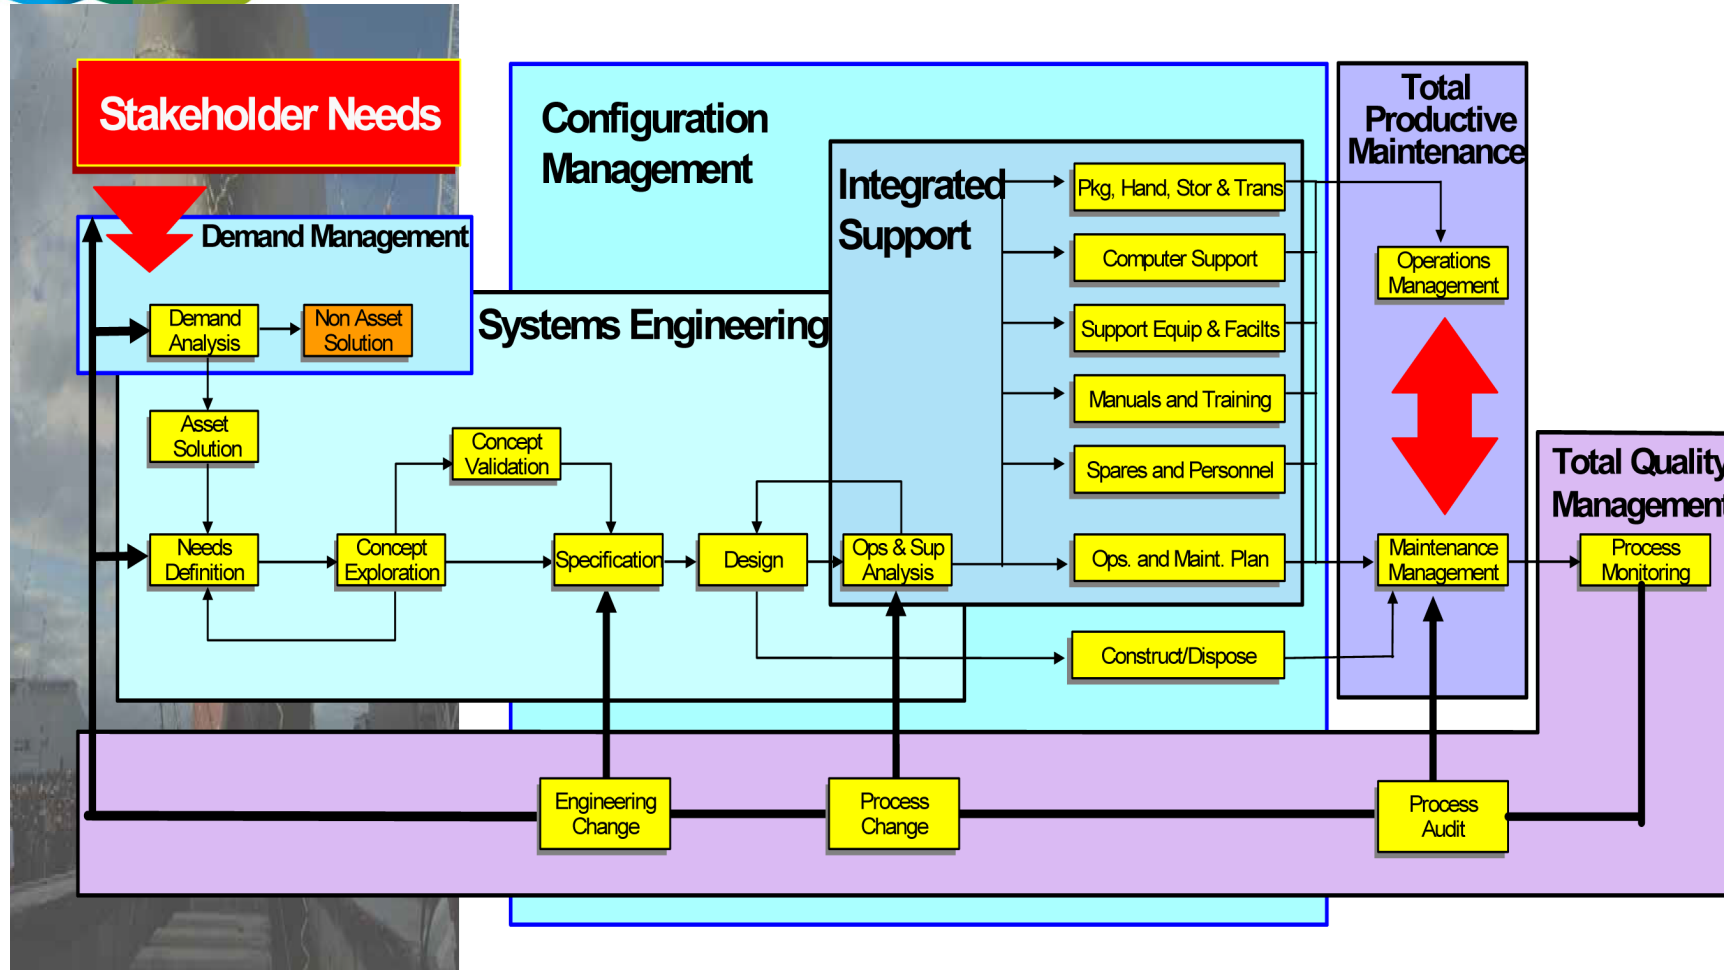 Stakeholder Needs
Configuration
Management
Total
Productive
Maintenance
Integrated
Support
Pkg, Hand, Stor & Trans
Demand Management
Computer Support
Operations
Management
Demand
Analysis
Non Asset
Solution
Systems Engineering
Support Equip & Facilts
Manuals and Training
Asset
Solution
Concept
Validation
Spares and Personnel
Total Quality
Management
Needs
Definition
Concept
Exploration
Specification
Design
Ops & Sup
Analysis
Ops. and Maint. Plan
Maintenance
Management
Process
Monitoring
Construct/Dispose
Engineering
Change
Process
Change
Process
Audit